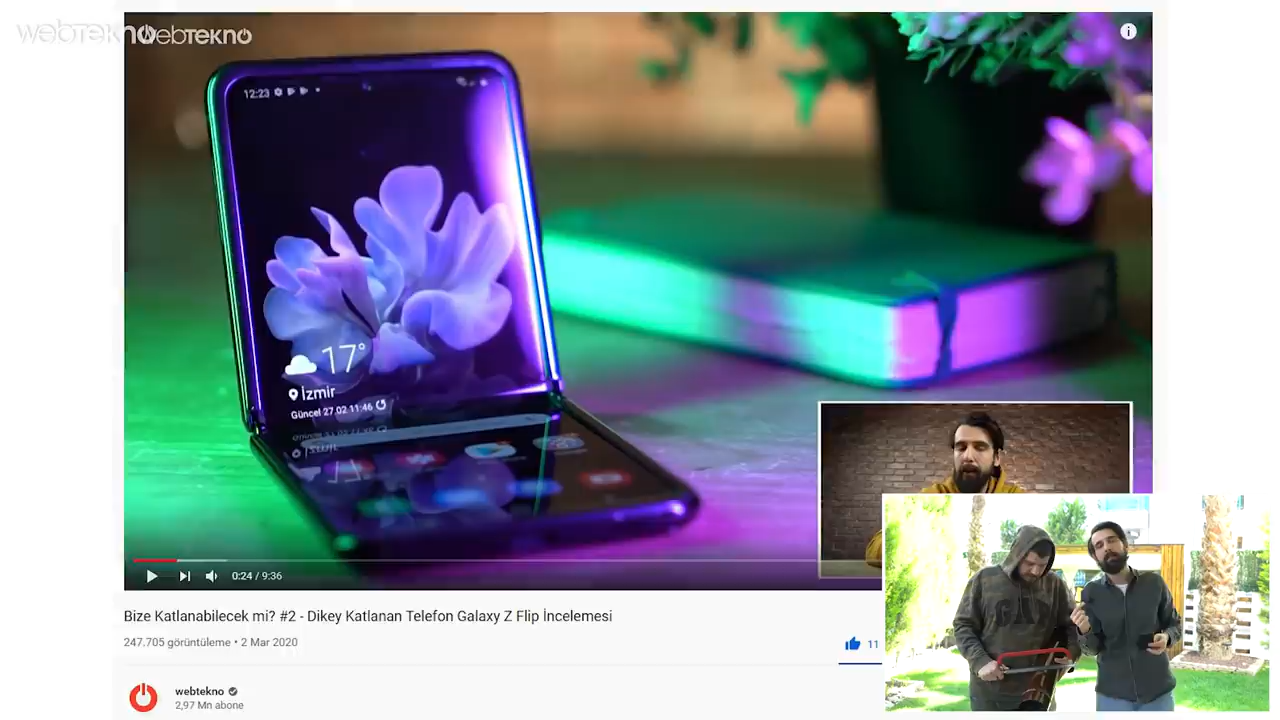 webtekno
webtekno
12:23
17°
İzmir
Güncel 27.02 11:46
0:24 / 9:36
GAP
Bize Katlanabilecek mi? #2 - Dikey Katlanan Telefon Galaxy Z Flip İncelemesi
247.705 görüntüleme • 2 Mar 2020
11
webtekno
2,97 Mn abone